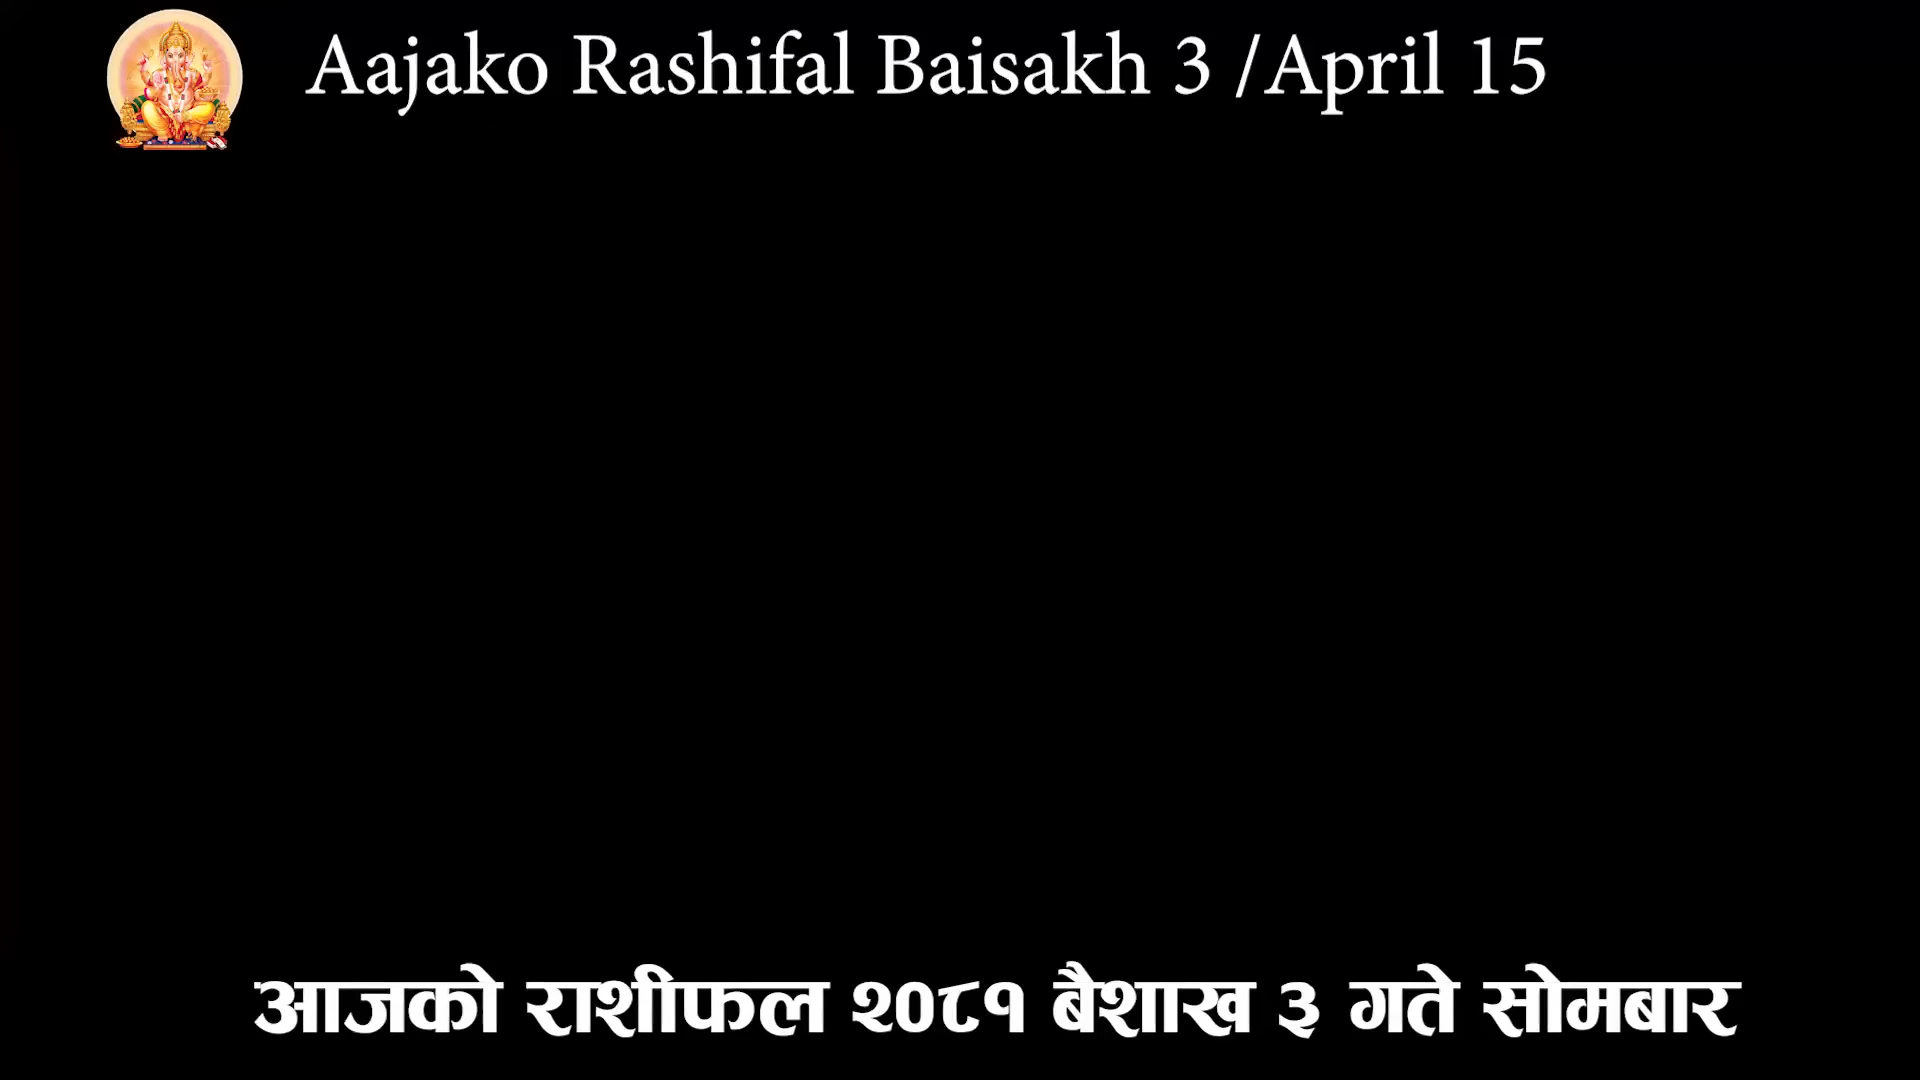 Aajako Rashifal Baisakh 3 /April 15
आजको राशीफल २०८१ बैशाख ३ गते सोमबार